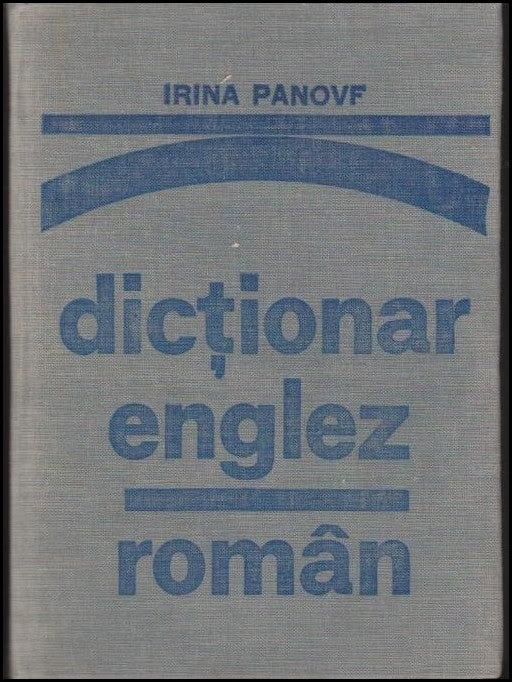 IRINA PANOVF
dicționar
englez
român